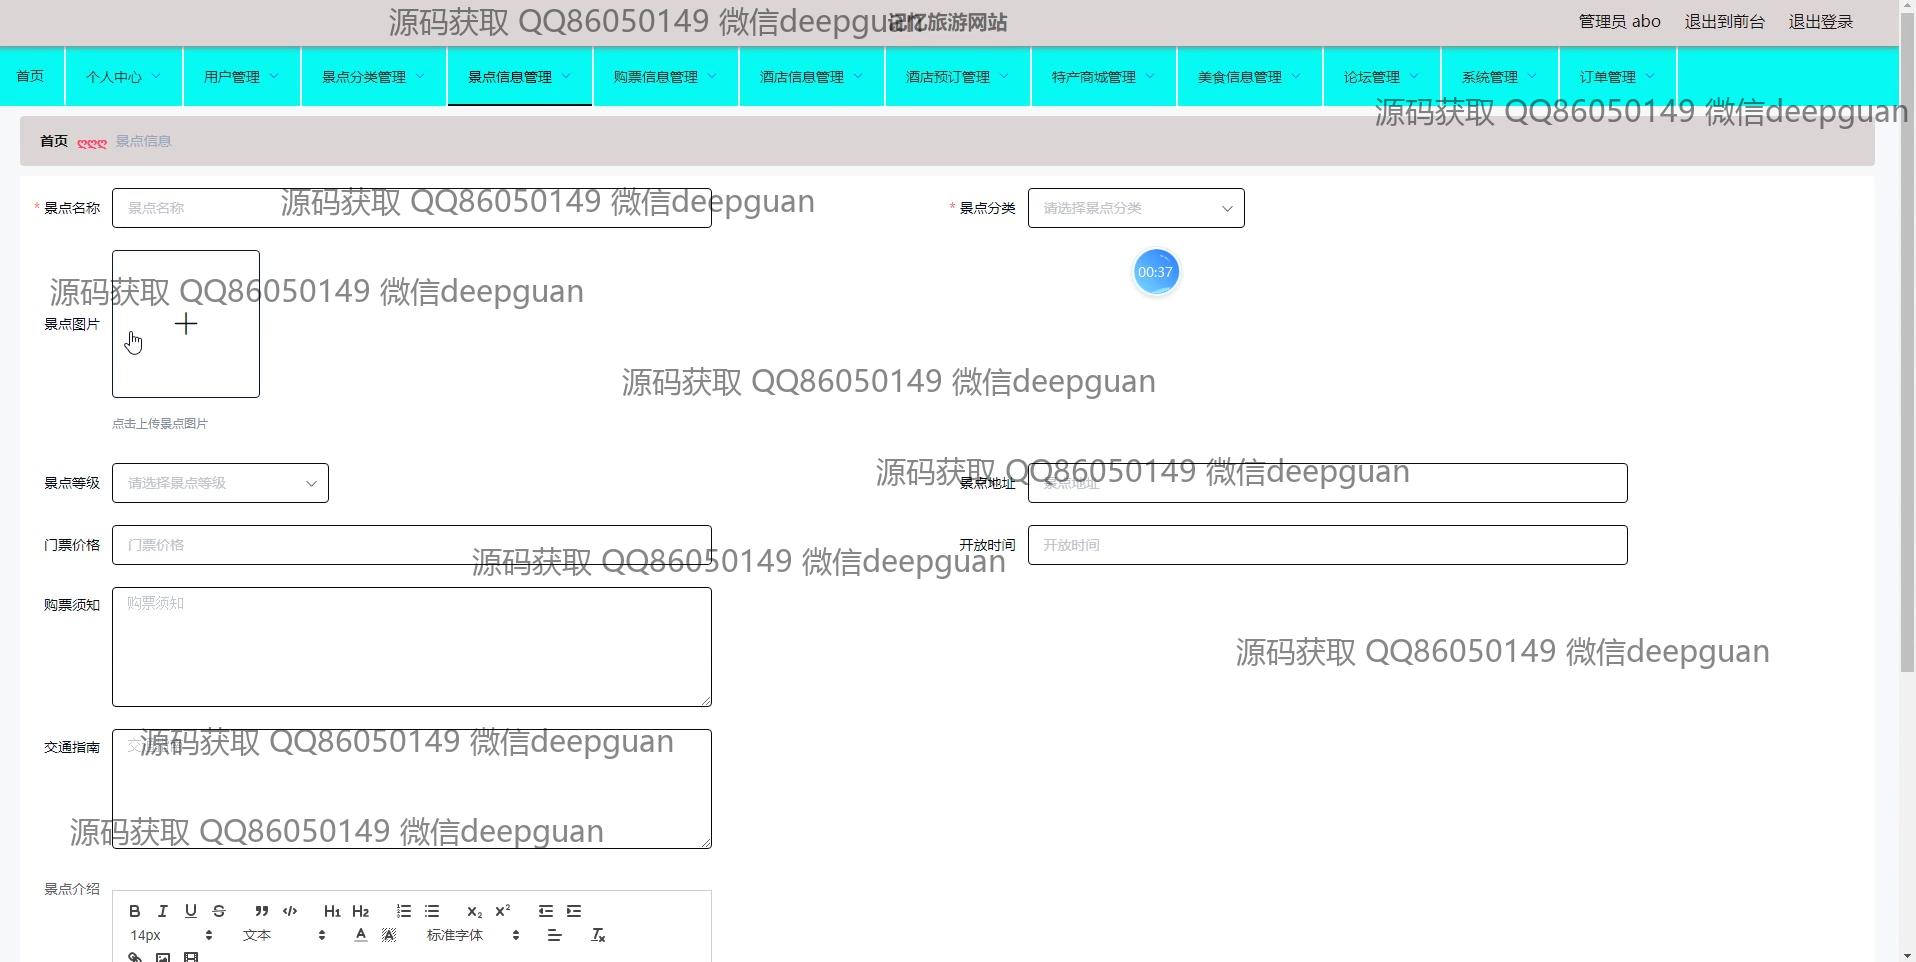 源码获取 QQ86050149 微信deepguan
记忆旅游网站
管理员 abo 退出到前台 退出登录
首页 个人中心 用户管理 景点分类管理 景点信息管理 购票信息管理 酒店信息管理 酒店预订管理 特产商城管理 美食信息管理 论坛管理 系统管理 订单管理
源码获取 QQ86050149 微信deepguan
首页 ღღღ 景点信息
* 景点名称 景点名称
源码获取 QQ86050149 微信deepguan
* 景点分类 请选择景点分类
00:37
源码获取 QQ86050149 微信deepguan
景点图片
源码获取 QQ86050149 微信deepguan
点击上传景点图片
源码获取 QQ86050149 微信deepguan
景点等级 请选择景点等级
景点地址 景点地址
门票价格 门票价格
开放时间 开放时间
源码获取 QQ86050149 微信deepguan
购票须知 购票须知
源码获取 QQ86050149 微信deepguan
交通指南 交通指南
源码获取 QQ86050149 微信deepguan
源码获取 QQ86050149 微信deepguan
景点介绍
B I U S H1 H2 x2 x2
14px 文本 A A 标准字体 Tx